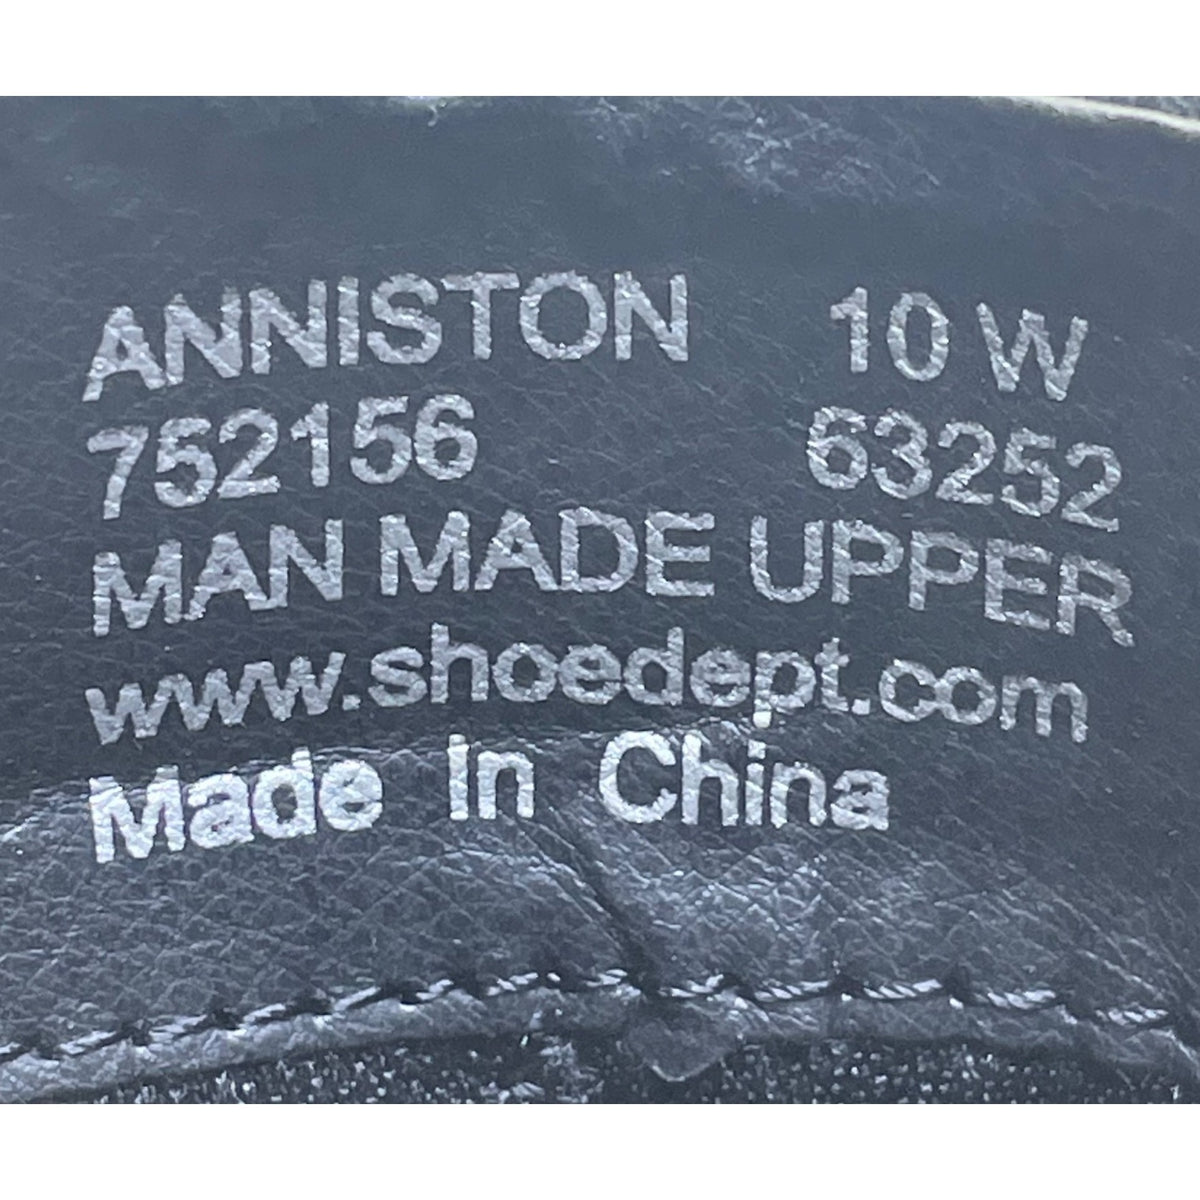 ANNISTON 10 W
752156 63252
MAN MADE UPPER
www.shoedept.com
Made In China